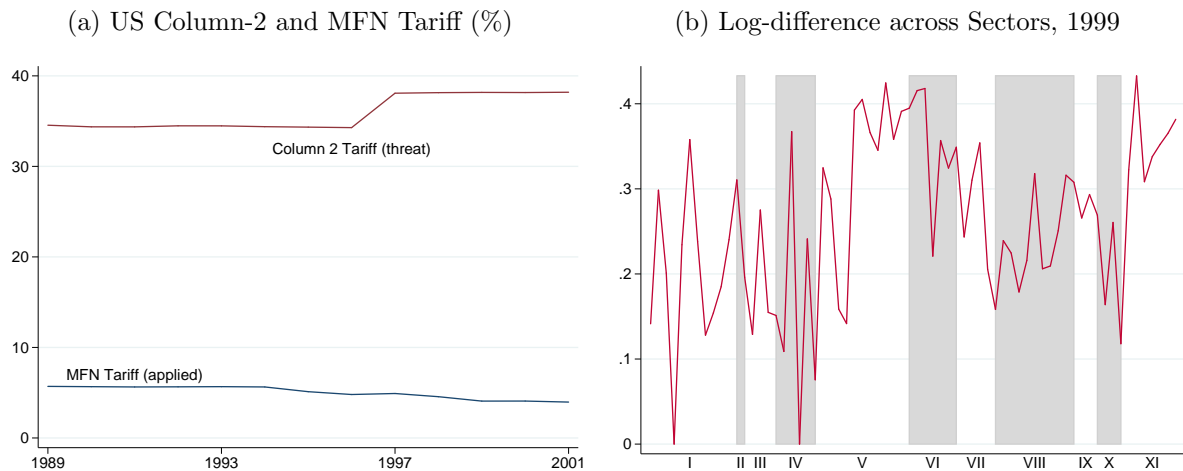 (a) US Column-2 and MFN Tariff (%)
40
30
20
10
0
Column 2 Tariff (threat)
MFN Tariff (applied)
1989 1993 1997 2001
(b) Log-difference across Sectors, 1999
.4
.3
.2
.1
0
I II III IV V VI VII VIII IX X XI